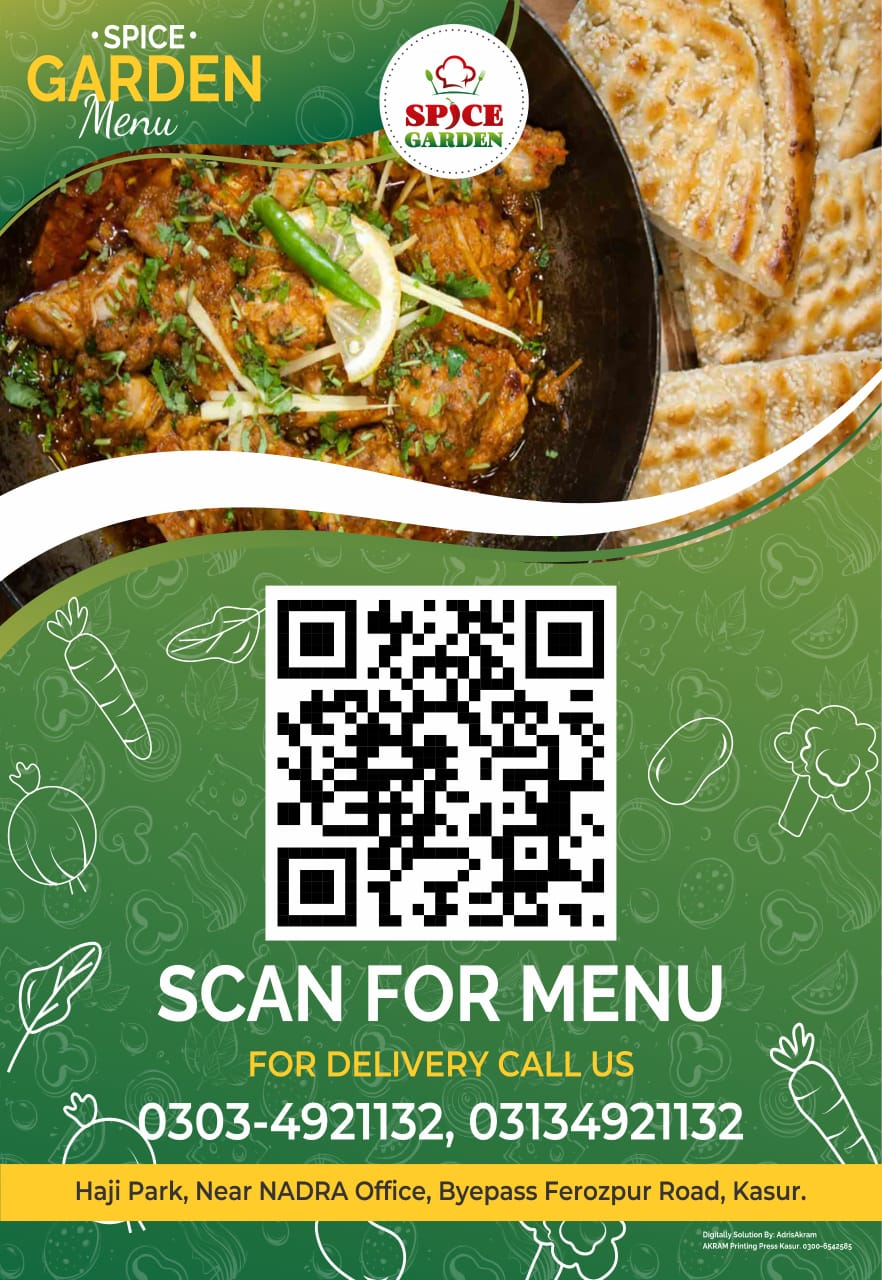 •SPICE•
GARDEN
Menu
SPICE
GARDEN
SCAN FOR MENU
FOR DELIVERY CALL US
0303-4921132, 03134921132
Haji Park, Near NADRA Office, Byepass Ferozpur Road, Kasur.
Digitally Solution By: AdrisAkram
AKRAM Printing Press Kasur. 0300-6542585